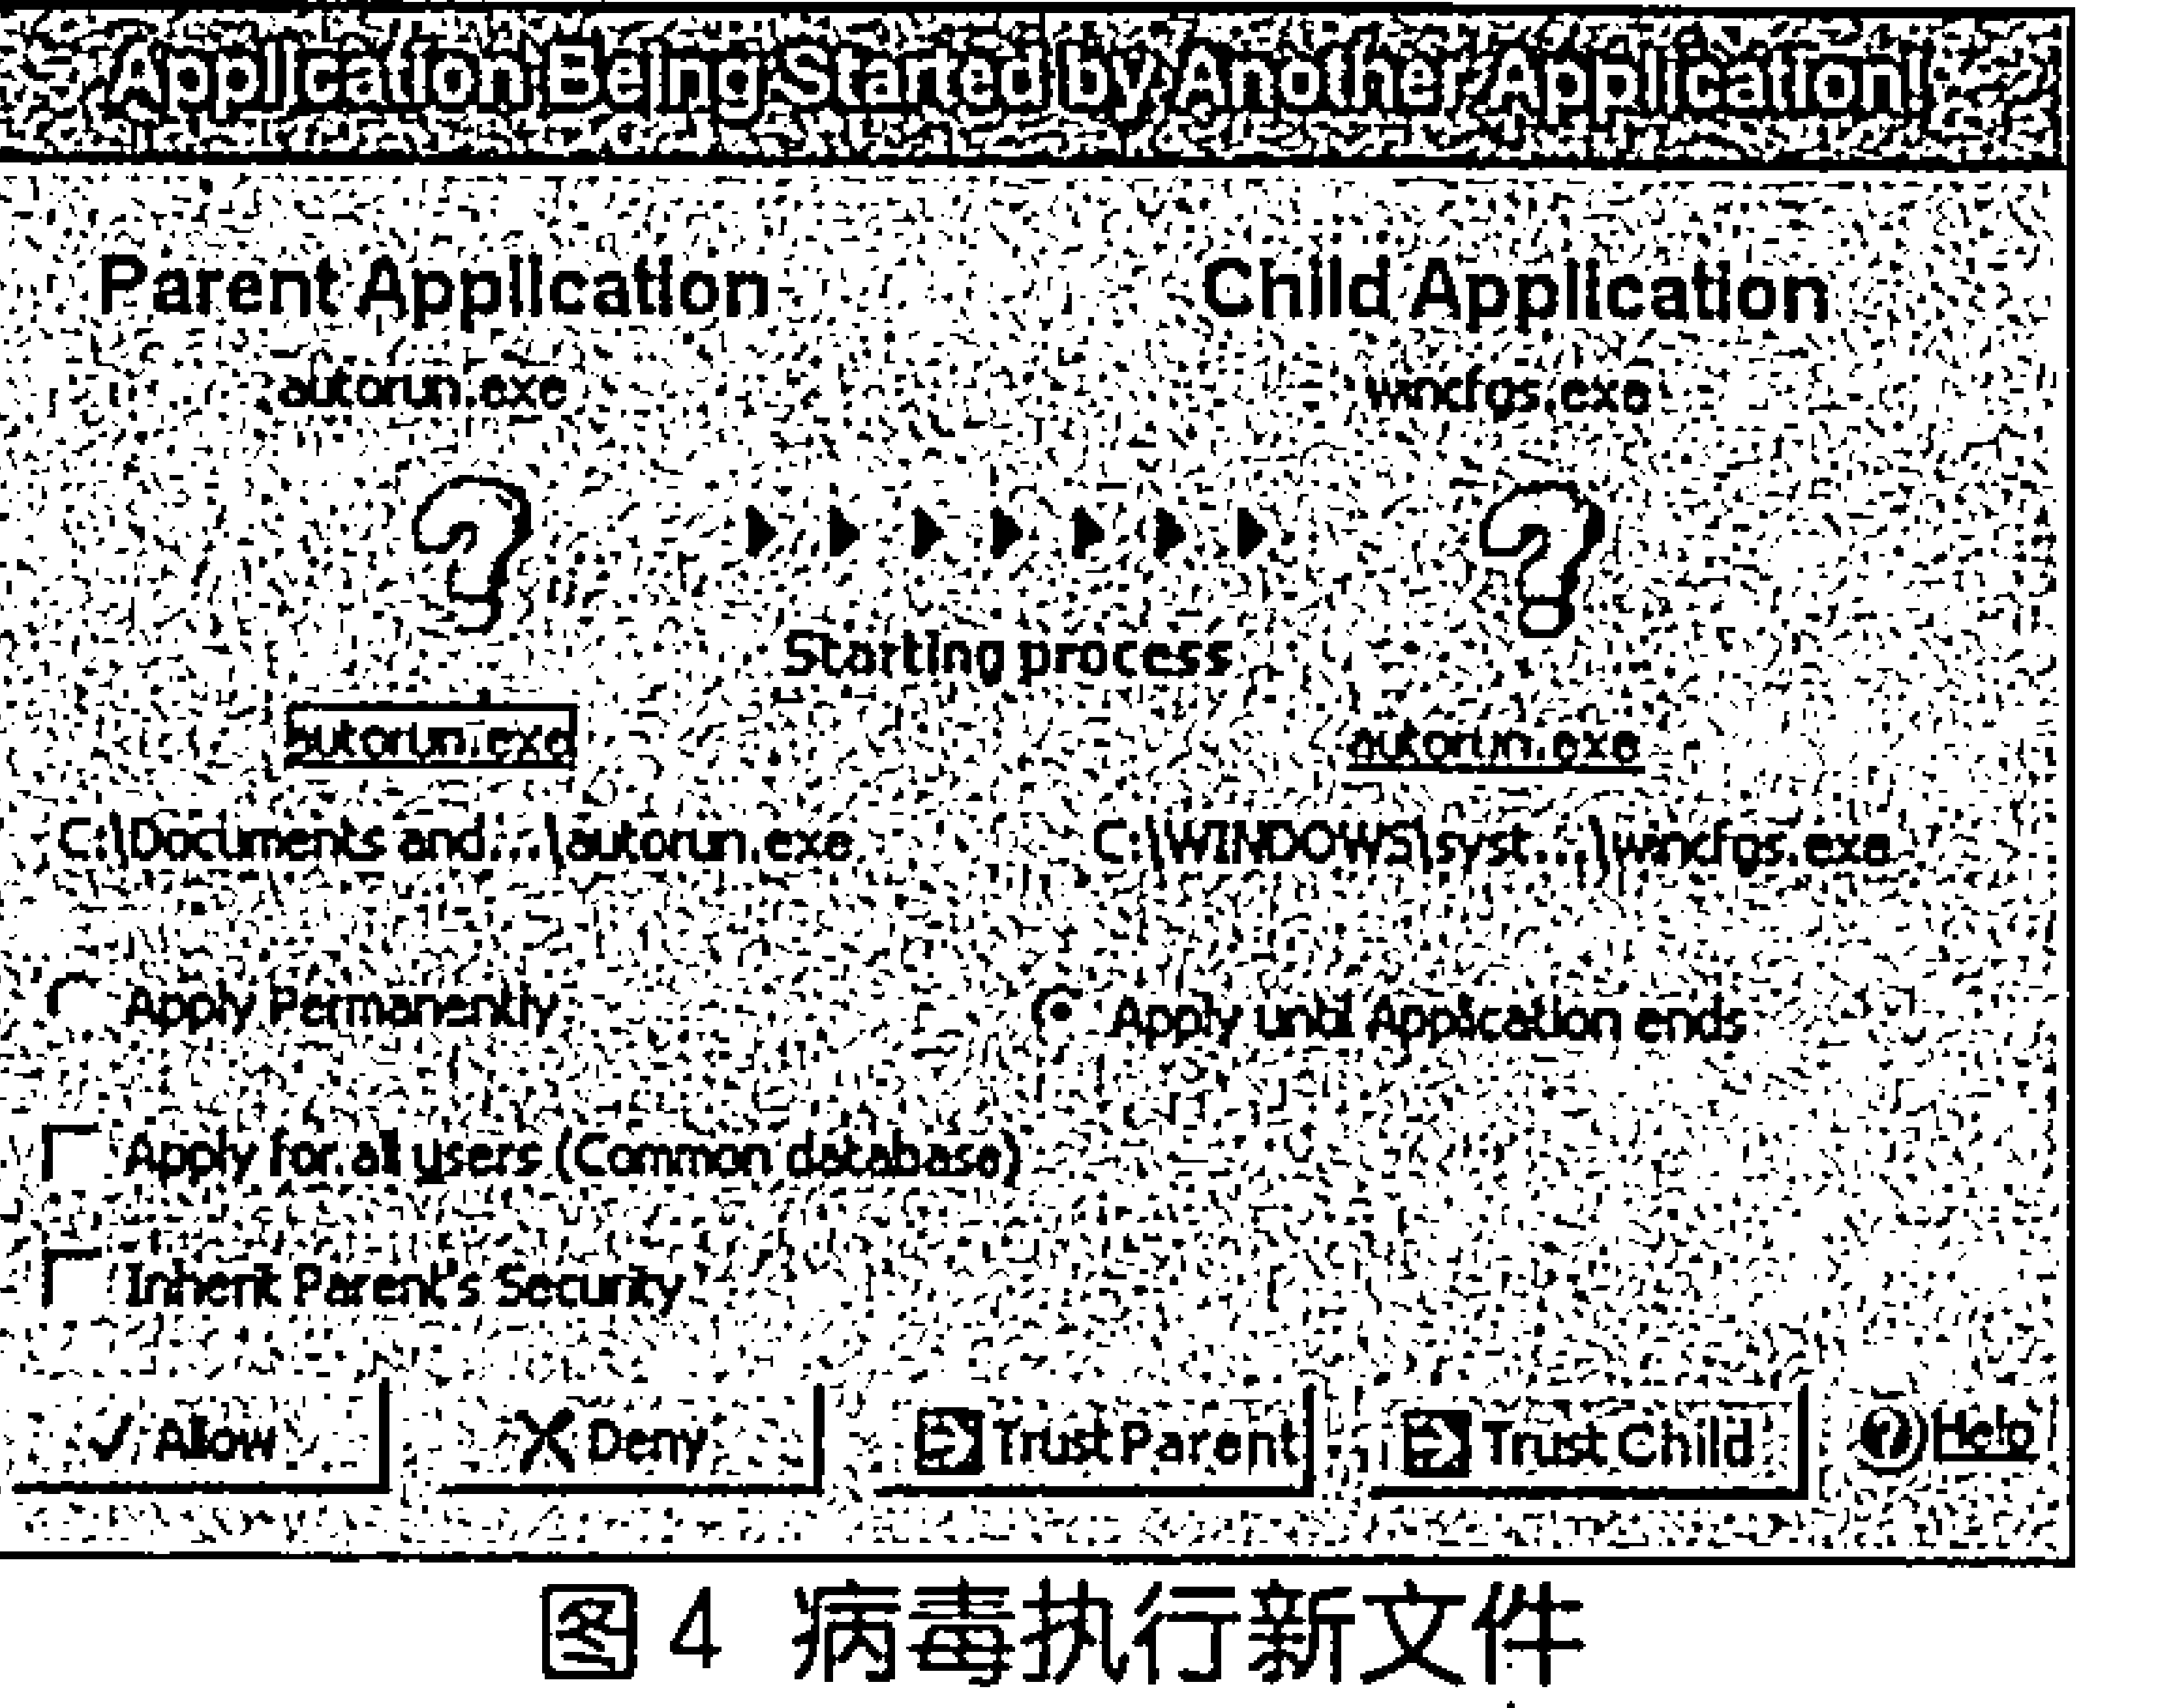 Application Being Started by Another Application!
Parent Application
Child Application
autorun.exe
wincfgs.exe
Starting process
autorun.exe
autorun.exe
C:\Documents and...\autorun.exe
C:\WINDOWS\syst...\wincfgs.exe
Apply Permanently
Apply until Application ends
Apply for all users (Common database)
Inherit Parent's Security
Allow
Deny
Trust Parent
Trust Child
Help
图4 病毒执行新文件